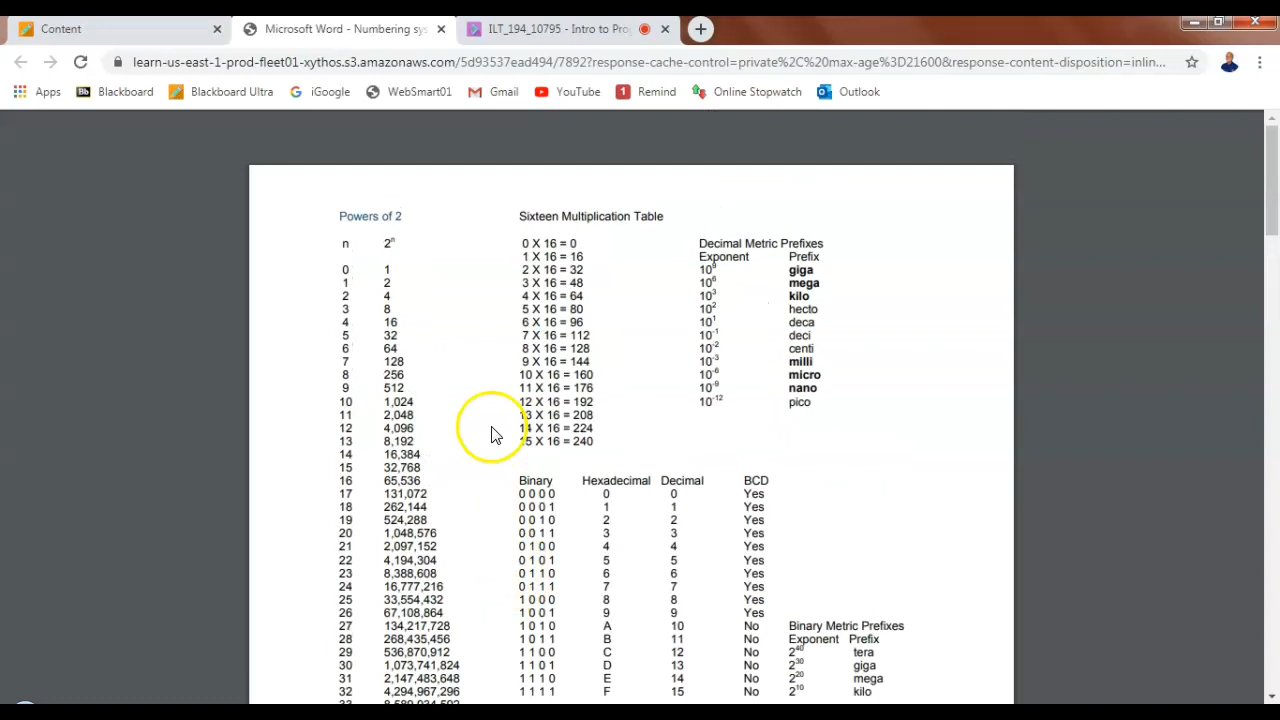 Content
Microsoft Word - Numbering sys
ILT_194_10795 - Intro to Prog
learn-us-east-1-prod-fleet01-xythos.s3.amazonaws.com/5d93537ea0494/7892?response-cache-control=private%2C%20max-age%3D21600&response-content-disposition=inlin...
Apps Blackboard Blackboard Ultra iGoogle WebSmart01 Gmail YouTube Remind Online Stopwatch Outlook
Powers of 2
n 2ⁿ
0 1
1 2
2 4
3 8
4 16
5 32
6 64
7 128
8 256
9 512
10 1,024
11 2,048
12 4,096
13 8,192
14 16,384
15 32,768
16 65,536
17 131,072
18 262,144
19 524,288
20 1,048,576
21 2,097,152
22 4,194,304
23 8,388,608
24 16,777,216
25 33,554,432
26 67,108,864
27 134,217,728
28 268,435,456
29 536,870,912
30 1,073,741,824
31 2,147,483,648
32 4,294,967,296
Sixteen Multiplication Table
0 X 16 = 0
1 X 16 = 16
2 X 16 = 32
3 X 16 = 48
4 X 16 = 64
5 X 16 = 80
6 X 16 = 96
7 X 16 = 112
8 X 16 = 128
9 X 16 = 144
10 X 16 = 160
11 X 16 = 176
12 X 16 = 192
13 X 16 = 208
14 X 16 = 224
15 X 16 = 240
Decimal Metric Prefixes
Exponent Prefix
10⁹ giga
10⁶ mega
10³ kilo
10² hecto
10¹ deca
10⁻¹ deci
10⁻² centi
10⁻³ milli
10⁻⁶ micro
10⁻⁹ nano
10⁻¹² pico
Binary Hexadecimal Decimal BCD
0 0 0 0 0 0 Yes
0 0 0 1 1 1 Yes
0 0 1 0 2 2 Yes
0 0 1 1 3 3 Yes
0 1 0 0 4 4 Yes
0 1 0 1 5 5 Yes
0 1 1 0 6 6 Yes
0 1 1 1 7 7 Yes
1 0 0 0 8 8 Yes
1 0 0 1 9 9 Yes
1 0 1 0 A 10 No
1 0 1 1 B 11 No
1 1 0 0 C 12 No
1 1 0 1 D 13 No
1 1 1 0 E 14 No
1 1 1 1 F 15 No
Binary Metric Prefixes
Exponent Prefix
2⁴⁰ tera
2³⁰ giga
2²⁰ mega
2¹⁰ kilo